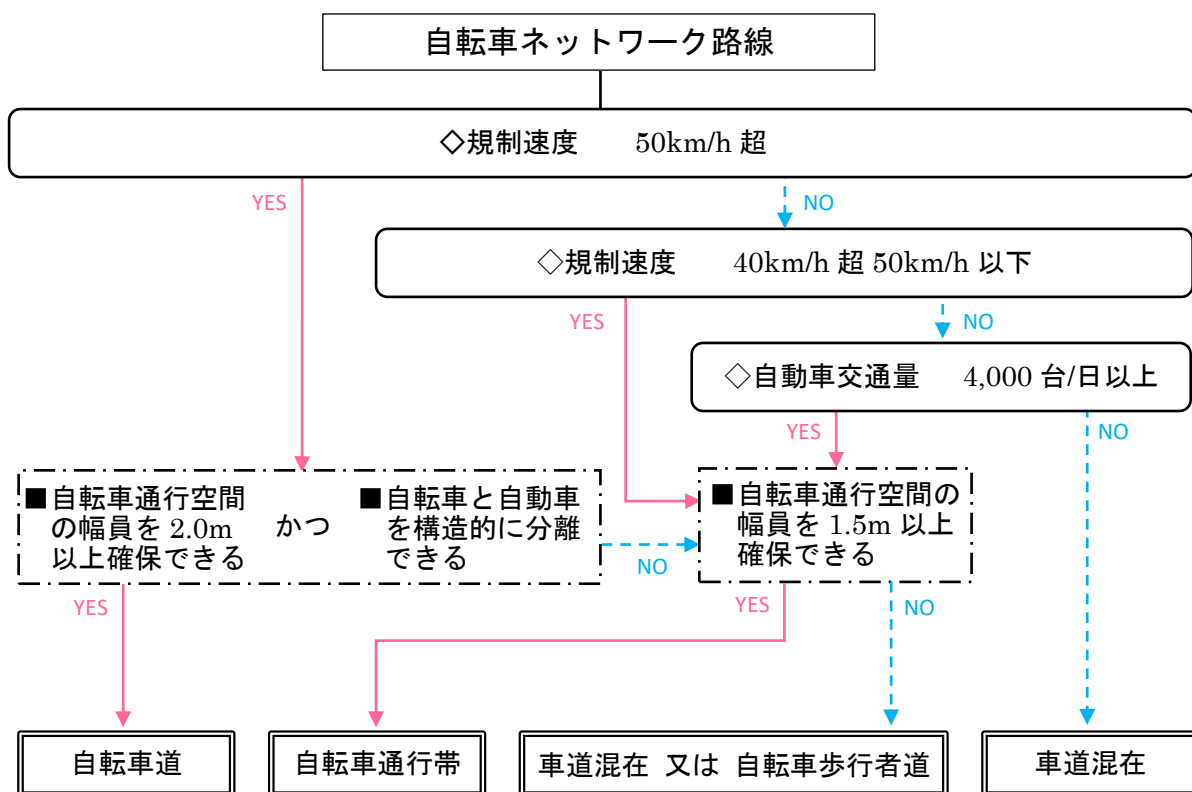 自転車ネットワーク路線
◇規制速度 50km/h 超
YES
NO
◇規制速度 40km/h 超 50km/h 以下
YES
NO
◇自動車交通量 4,000 台/日以上
YES
NO
■自転車通行空間
の幅員を 2.0m
以上確保できる
かつ
■自転車と自動車
を構造的に分離
できる
NO
■自転車通行空間の
幅員を 1.5m 以上
確保できる
YES
YES
NO
自転車道
自転車通行帯
車道混在 又は 自転車歩行者道
車道混在